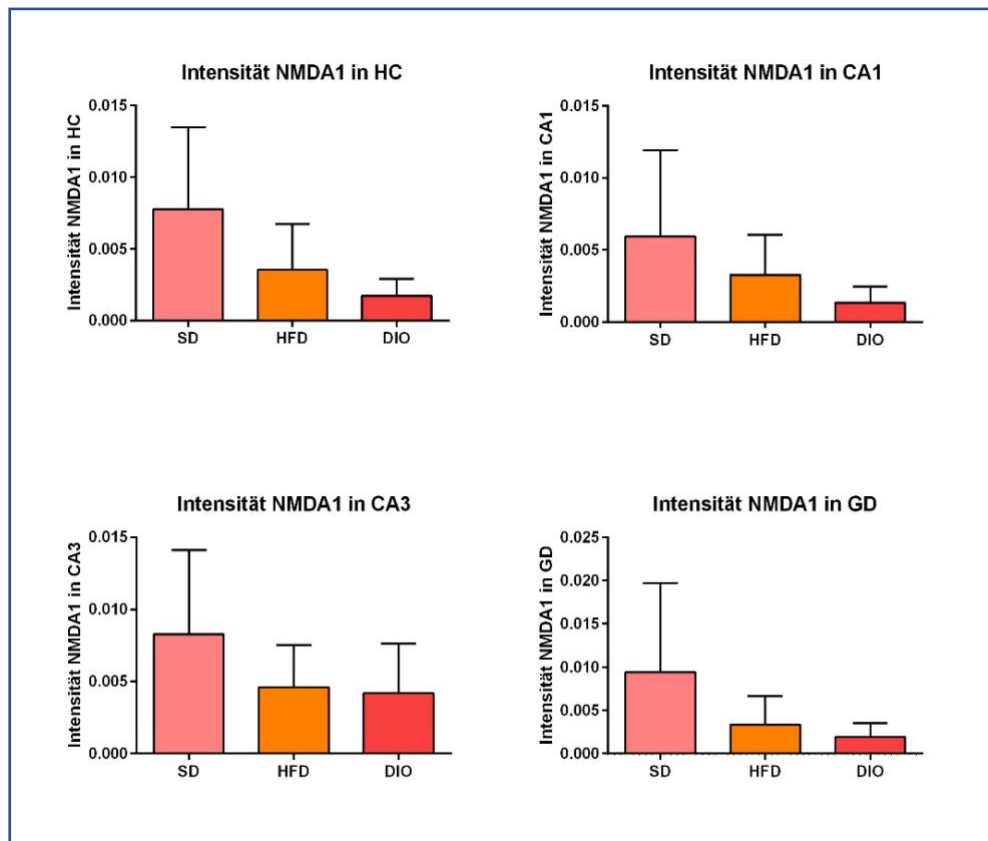 Intensität NMDA1 in HC
Intensität NMDA1 in HC
0.015
0.010
0.005
0.000
SD HFD DIO
Intensität NMDA1 in CA1
Intensität NMDA1 in CA1
0.015
0.010
0.005
0.000
SD HFD DIO
Intensität NMDA1 in CA3
Intensität NMDA1 in CA3
0.015
0.010
0.005
0.000
SD HFD DIO
Intensität NMDA1 in GD
Intensität NMDA1 in GD
0.025
0.020
0.015
0.010
0.005
0.000
SD HFD DIO